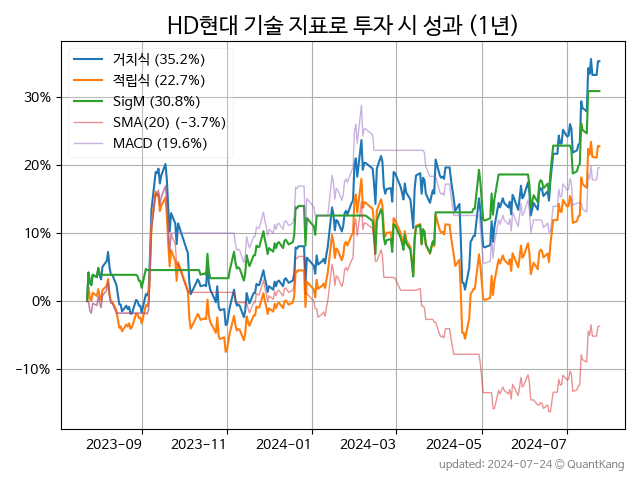 HD현대 기술 지표로 투자 시 성과 (1년)
거치식 (35.2%)
적립식 (22.7%)
SigM (30.8%)
SMA(20) (−3.7%)
MACD (19.6%)
30%
20%
10%
0%
−10%
2023-09
2023-11
2024-01
2024-03
2024-05
2024-07
updated: 2024-07-24 © QuantKang